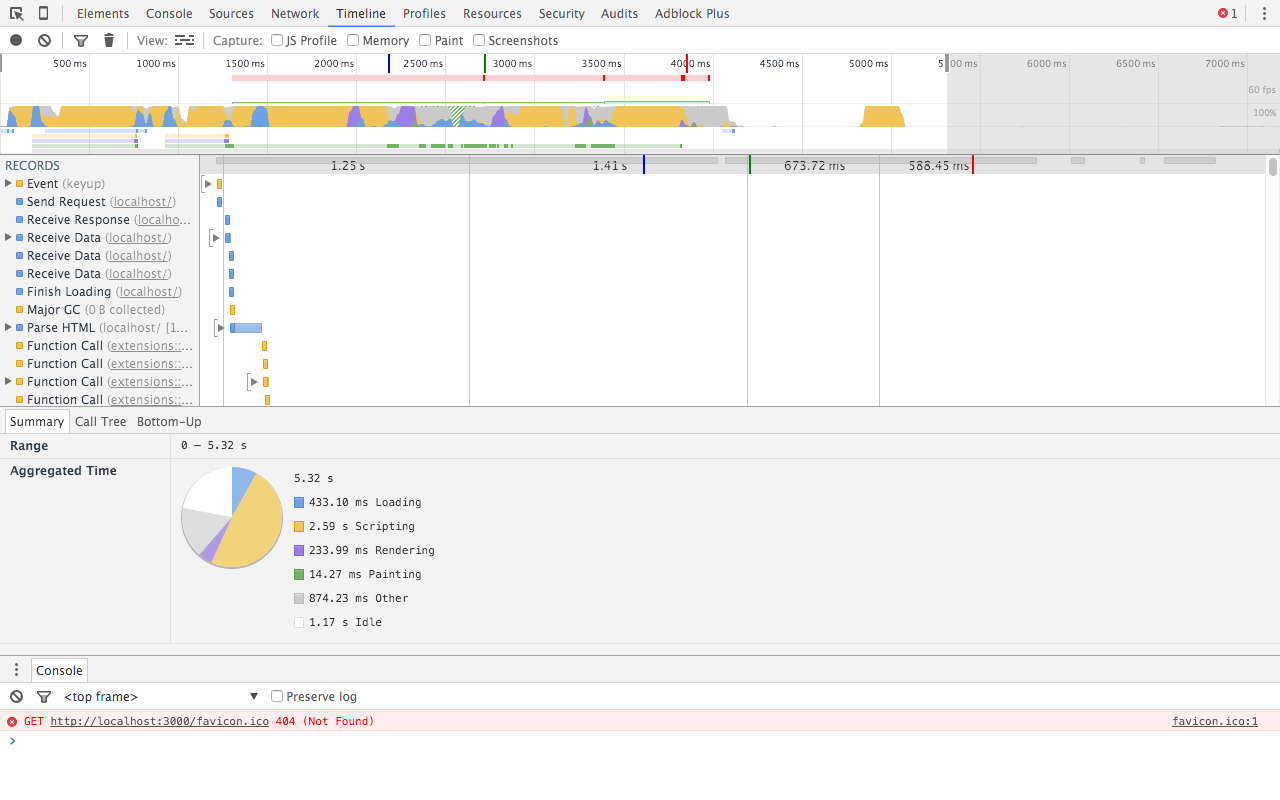 Elements Console Sources Network Timeline Profiles Resources Security Audits Adblock Plus 1
View: Capture: JS Profile Memory Paint Screenshots
500 ms 1000 ms 1500 ms 2000 ms 2500 ms 3000 ms 3500 ms 4000 ms 4500 ms 5000 ms 5500 ms 6000 ms 6500 ms 7000 ms
60 fps
100%
RECORDS 1.25 s 1.41 s 673.72 ms 588.45 ms
Event (keyup)
Send Request (localhost/)
Receive Response (localho...
Receive Data (localhost/)
Receive Data (localhost/)
Receive Data (localhost/)
Finish Loading (localhost/)
Major GC (0 B collected)
Parse HTML (localhost/ [1...
Function Call (extensions::...
Function Call (extensions::...
Function Call (extensions::...
Function Call (extensions::...
Summary Call Tree Bottom-Up
Range 0 – 5.32 s
Aggregated Time
5.32 s
433.10 ms Loading
2.59 s Scripting
233.99 ms Rendering
14.27 ms Painting
874.23 ms Other
1.17 s Idle
Console
<top frame> Preserve log
GET http://localhost:3000/favicon.ico 404 (Not Found) favicon.ico:1